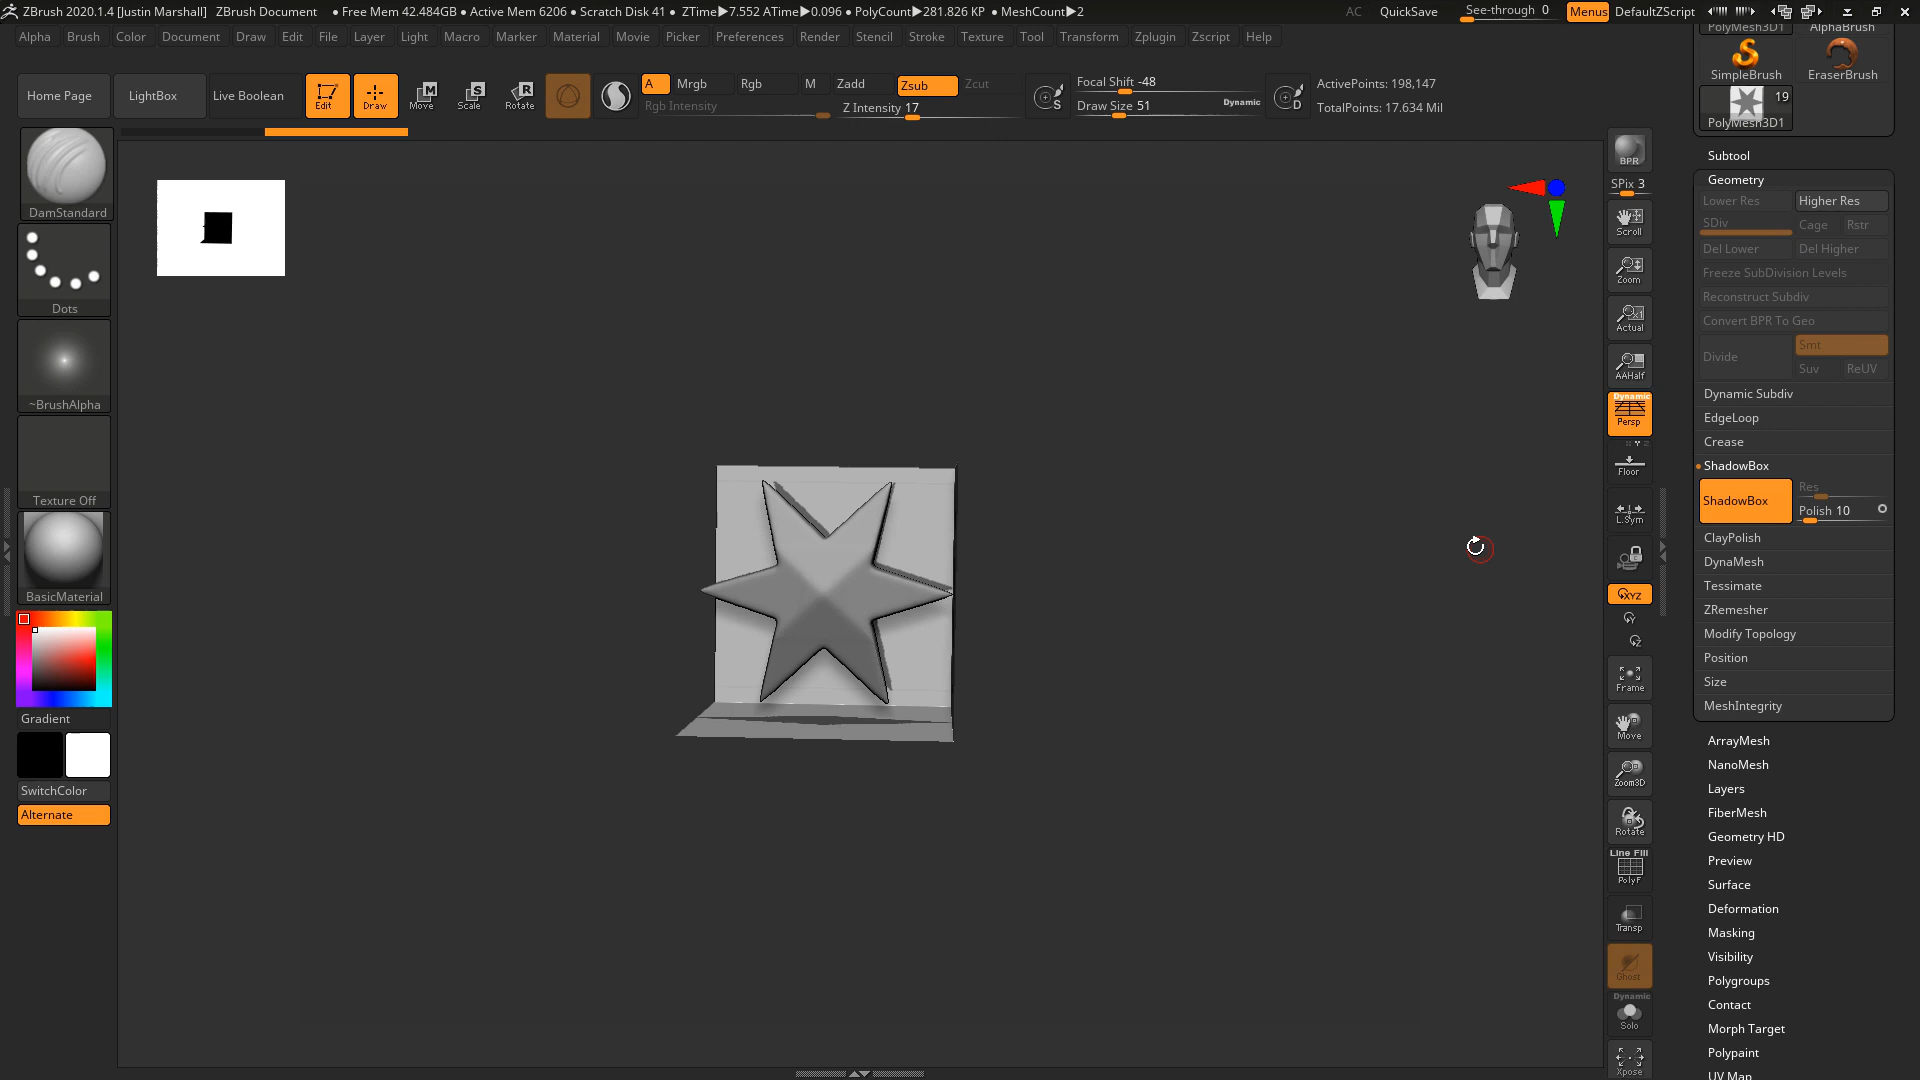 ZBrush 2020.1.4 [Justin Marshall] ZBrush Document • Free Mem 42.484GB • Active Mem 6206 • Scratch Disk 41 • ZTime▶7.552 ATime▶0.096 • PolyCount▶281.826 KP • MeshCount▶2 AC QuickSave See-through 0 Menus DefaultZScript
Alpha Brush Color Document Draw Edit File Layer Light Macro Marker Material Movie Picker Preferences Render Stencil Stroke Texture Tool Transform Zplugin Zscript Help
Home Page LightBox Live Boolean Edit Draw Move Scale Rotate
A Mrgb Rgb M Zadd Zsub Zcut
Rgb Intensity Z Intensity 17
S Focal Shift -48
Draw Size 51 Dynamic
D ActivePoints: 198,147
TotalPoints: 17.634 Mil
DamStandard
Dots
~BrushAlpha
Texture Off
BasicMaterial
Gradient
SwitchColor
Alternate
BPR
SPix 3
Scroll
Zoom
Actual
AAHalf
Dynamic
Persp
Floor
L.Sym
XYZ
Y
Z
Frame
Move
Zoom3D
Rotate
Line Fill
PolyF
Transp
Ghost
Dynamic
Solo
Xpose
PolyMesh3D1 AlphaBrush
SimpleBrush EraserBrush
19
PolyMesh3D1
Subtool
Geometry
Lower Res Higher Res
SDiv Cage Rstr
Del Lower Del Higher
Freeze SubDivision Levels
Reconstruct Subdiv
Convert BPR To Geo
Divide Smt
Suv ReUV
Dynamic Subdiv
EdgeLoop
Crease
ShadowBox
ShadowBox Res
Polish 10
ClayPolish
DynaMesh
Tessimate
ZRemesher
Modify Topology
Position
Size
MeshIntegrity
ArrayMesh
NanoMesh
Layers
FiberMesh
Geometry HD
Preview
Surface
Deformation
Masking
Visibility
Polygroups
Contact
Morph Target
Polypaint
UV Map